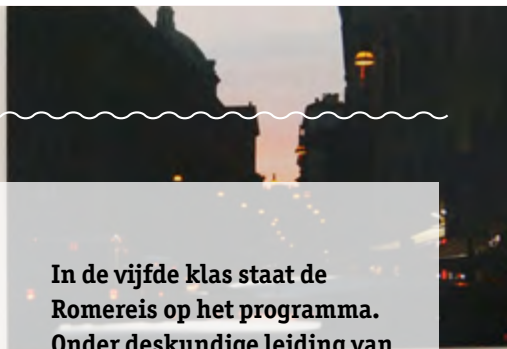 In de vijfde klas staat de
Romereis op het programma.
Onder deskundige leiding van